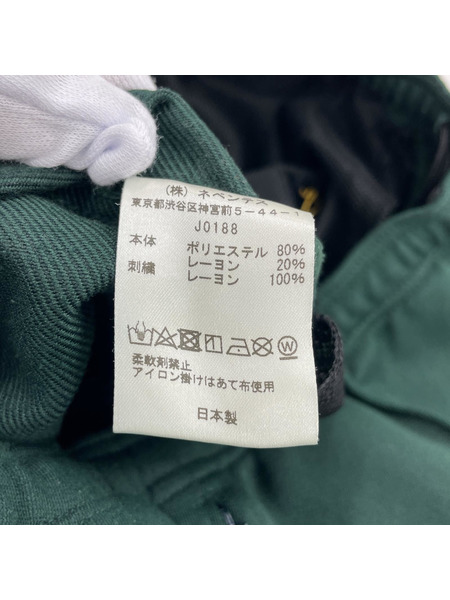 (株) ネペンテス
東京都渋谷区神宮前5-44-1
J0188
本体 ポリエステル 80%
レーヨン 20%
刺繍 レーヨン 100%
柔軟剤禁止
アイロン掛けはあて布使用
日本製